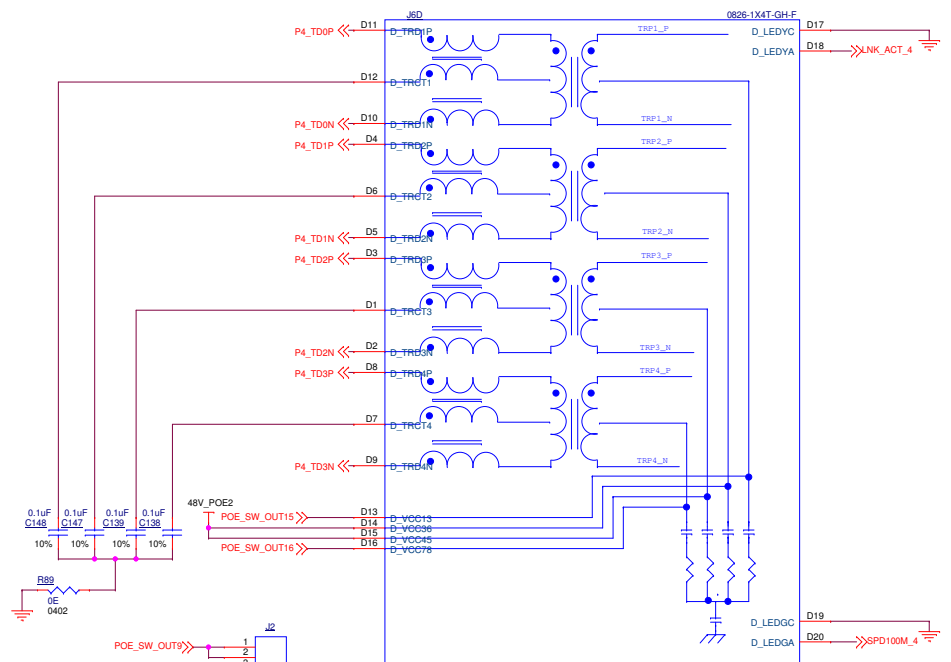 J6D
0826-1X4T-GH-F
P4_TD0P
D11
D_TRD1P
TRP1_P
D_LEDYC
D17
D_LEDYA
D18
LNK_ACT_4
D12
D_TRCT1
P4_TD0N
D10
D_TRD1N
TRP1_N
P4_TD1P
D4
D_TRD2P
TRP2_P
D6
D_TRCT2
P4_TD1N
D5
D_TRD2N
TRP2_N
P4_TD2P
D3
D_TRD3P
TRP3_P
D1
D_TRCT3
P4_TD2N
D2
D_TRD3N
TRP3_N
P4_TD3P
D8
D_TRD4P
TRP4_P
D7
D_TRCT4
P4_TD3N
D9
D_TRD4N
TRP4_N
48V_POE2
0.1uF
0.1uF
0.1uF
0.1uF
C148
C147
C139
C138
10%
10%
10%
10%
POE_SW_OUT15
D13
D_VCC13
D14
D_VCC36
D15
D_VCC45
POE_SW_OUT16
D16
D_VCC78
R89
0E
0402
D_LEDGC
D19
D_LEDGA
D20
SPD100M_4
J2
POE_SW_OUT9
1
2